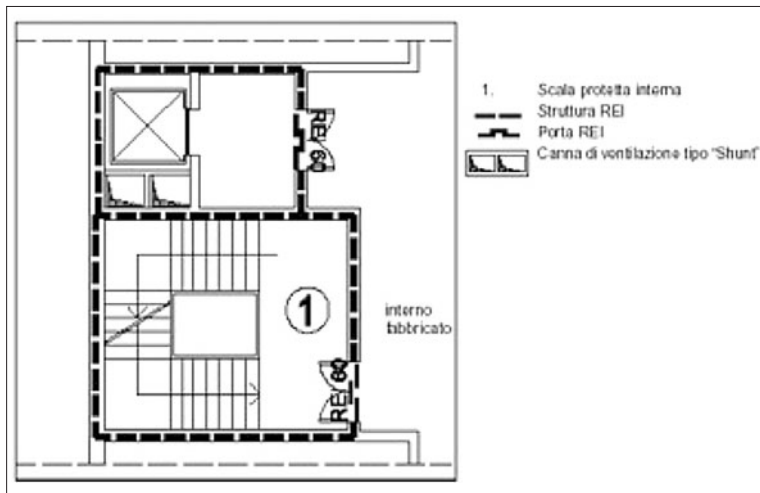 1. Scala protetta interna
Struttura REI
Porta REI
Canna di ventilazione tipo "Shunt"
REI 60
1
interno
fabbricato
REI 60